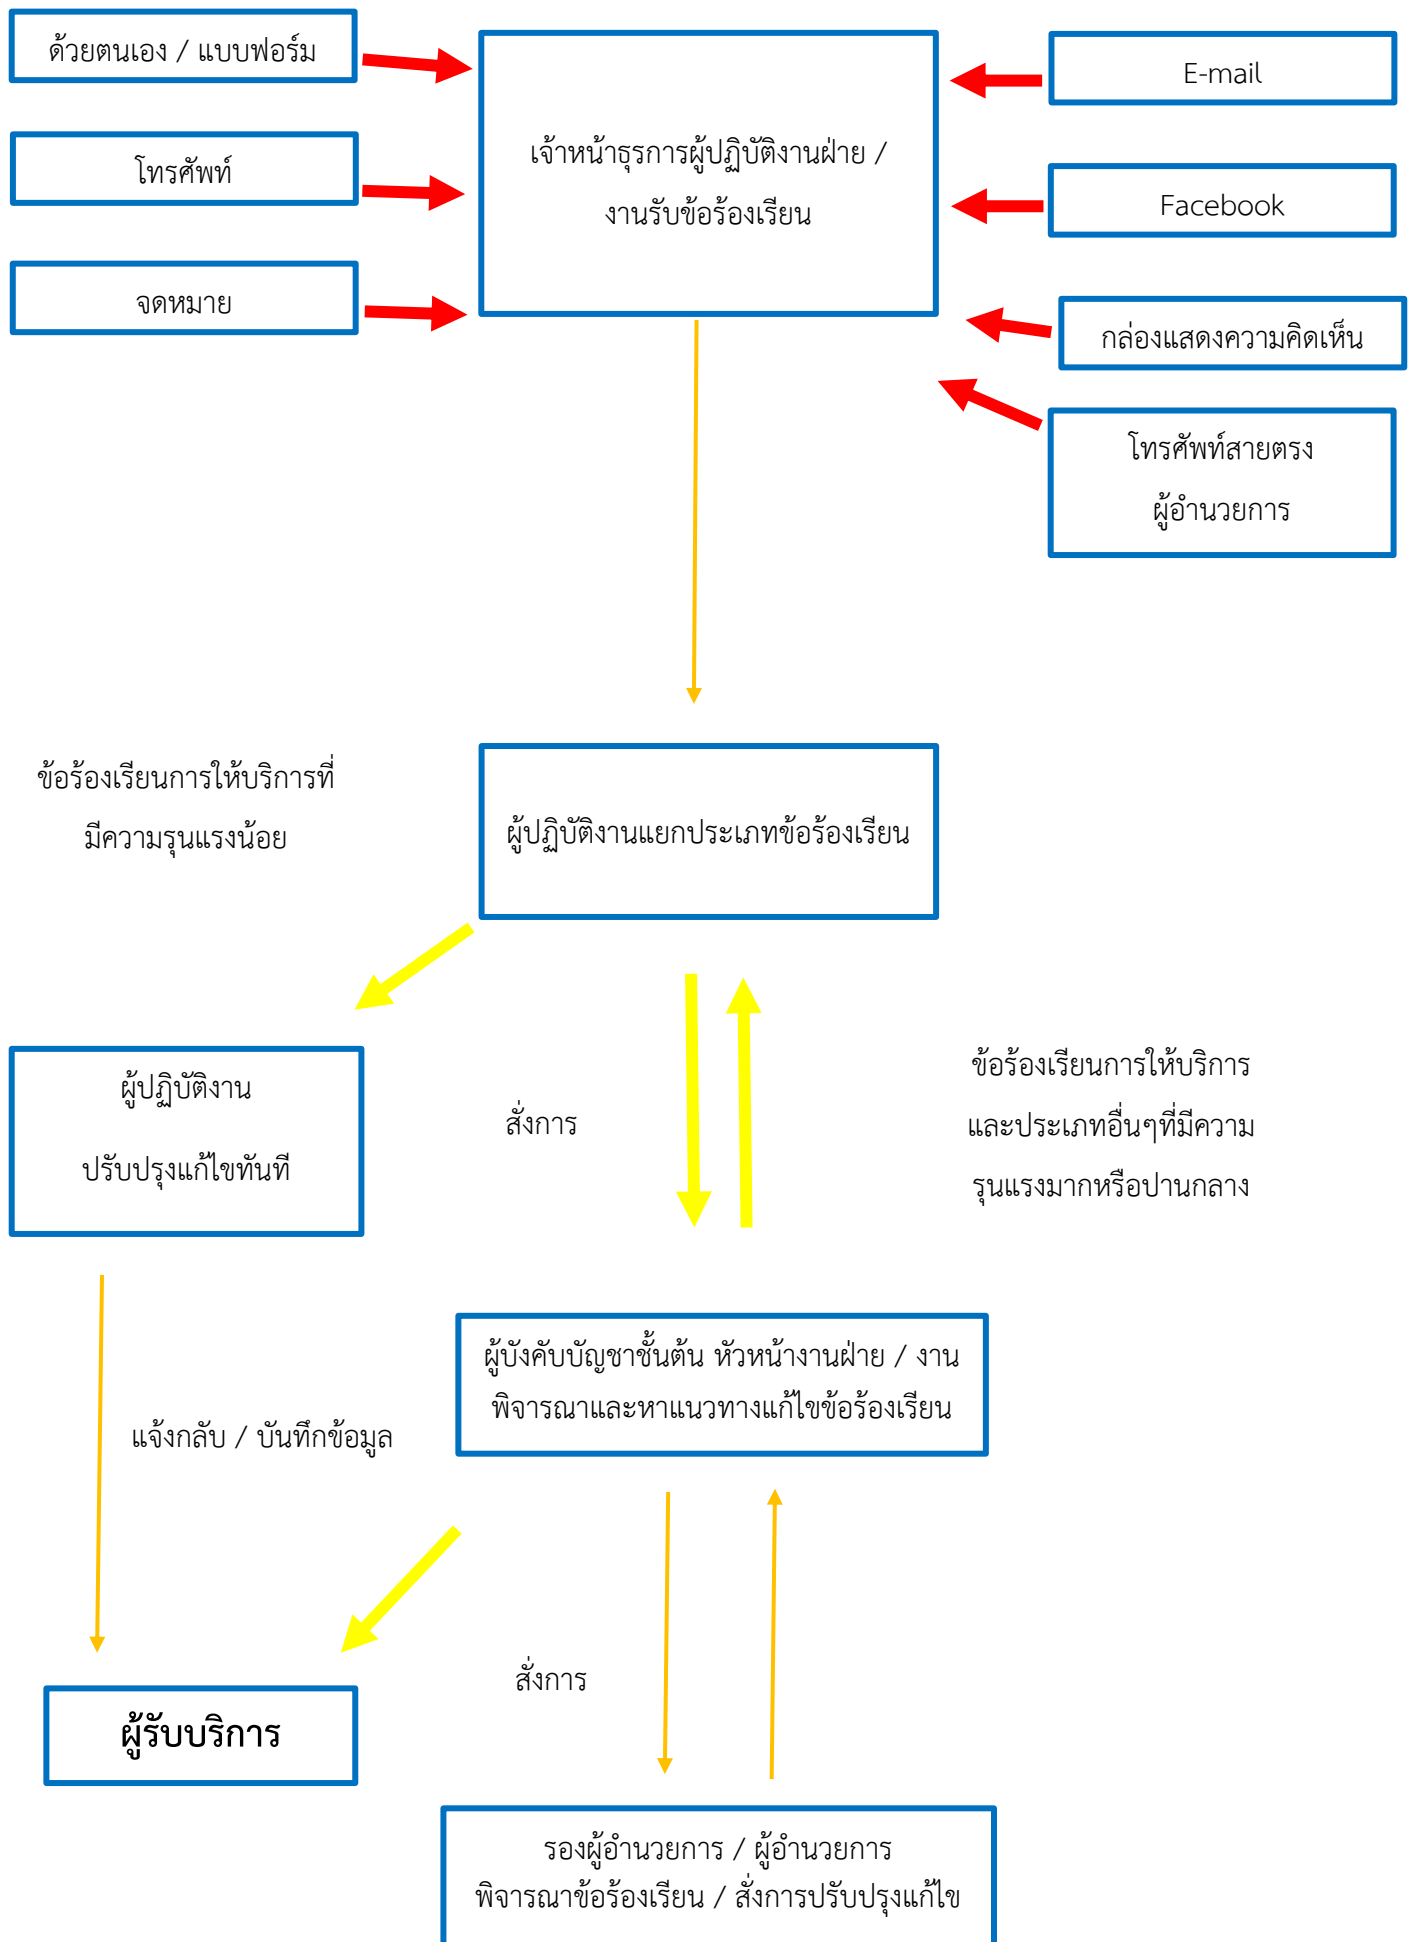 ด้วยตนเอง / แบบฟอร์ม
โทรศัพท์
จดหมาย
เจ้าหน้าธุรการผู้ปฏิบัติงานฝ่าย /
งานรับข้อร้องเรียน
E-mail
Facebook
กล่องแสดงความคิดเห็น
โทรศัพท์สายตรง
ผู้อำนวยการ
ข้อร้องเรียนการให้บริการที่
มีความรุนแรงน้อย
ผู้ปฏิบัติงานแยกประเภทข้อร้องเรียน
ผู้ปฏิบัติงาน
ปรับปรุงแก้ไขทันที
สั่งการ
ข้อร้องเรียนการให้บริการ
และประเภทอื่นๆที่มีความ
รุนแรงมากหรือปานกลาง
ผู้บังคับบัญชาชั้นต้น หัวหน้างานฝ่าย / งาน
พิจารณาและหาแนวทางแก้ไขข้อร้องเรียน
แจ้งกลับ / บันทึกข้อมูล
สั่งการ
ผู้รับบริการ
รองผู้อำนวยการ / ผู้อำนวยการ
พิจารณาข้อร้องเรียน / สั่งการปรับปรุงแก้ไข